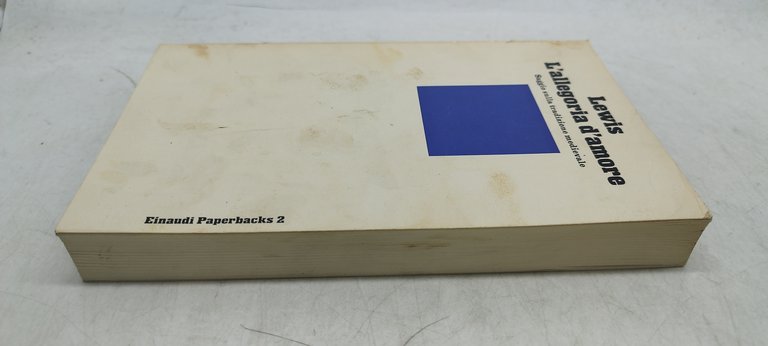 Lewis
L'allegoria d'amore
Saggio sulla tradizione medievale
Einaudi Paperbacks 2